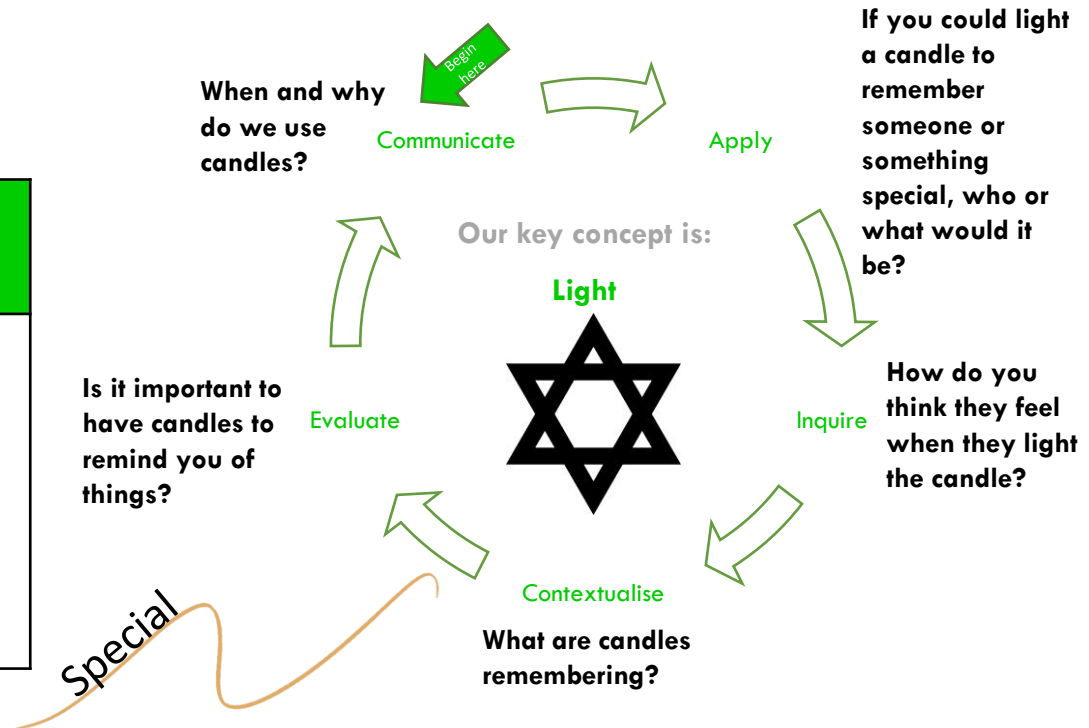 Begin
here
When and why
do we use
candles?
Communicate
Apply
If you could light
a candle to
remember
someone or
something
special, who or
what would it
be?
Our key concept is:
Light
Inquire
How do you
think they feel
when they light
the candle?
Contextualise
What are candles
remembering?
Evaluate
Is it important to
have candles to
remind you of
things?
Special